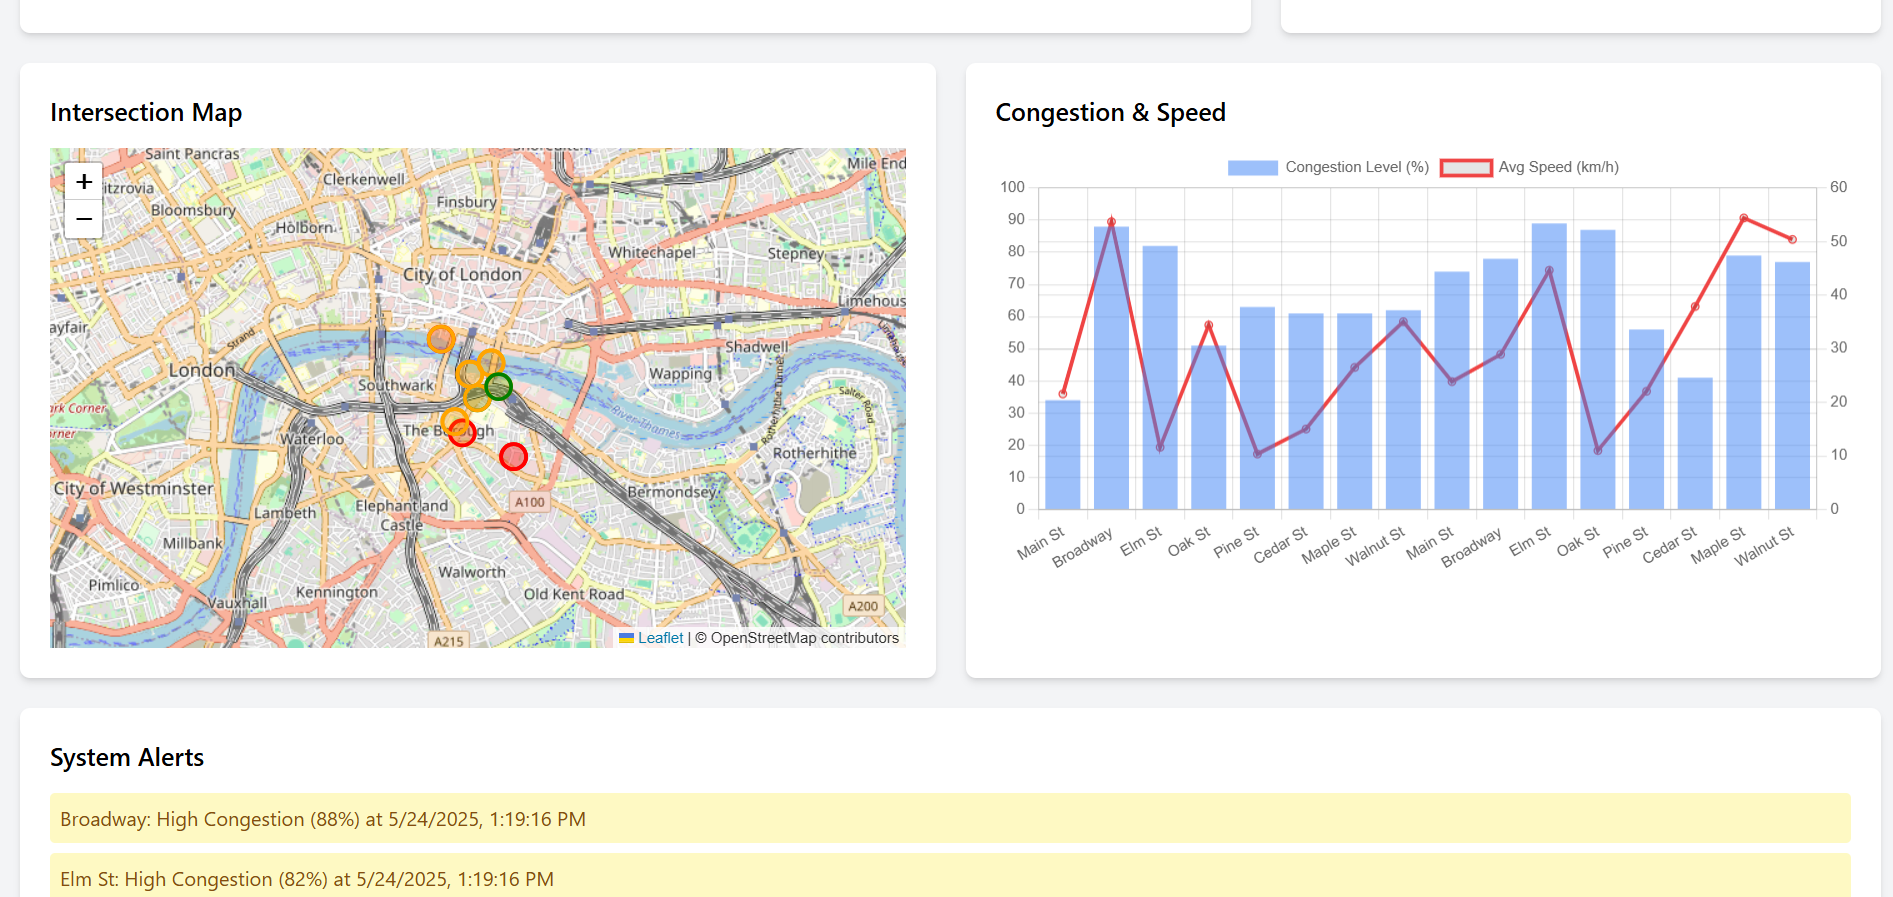 Intersection Map
+
−
Saint Pancras
Mile End
Clerkenwell
Finsbury
Bloomsbury
Holborn
Whitechapel
Stepney
City of London
Limehous
ayfair
Strand
London
Shadwell
Southwark
Wapping
Salter Road
ark Corner
orner
River Thames
Rotherhithe Tunnel
The Borough
Waterloo
Rotherhithe
City of Westminster
Bermondsey
A100
Elephant and
Castle
Lambeth
Millbank
Walworth
Pimlico
Kennington
Old Kent Road
Vauxhall
A200
A215
Leaflet | © OpenStreetMap contributors
Congestion & Speed
Congestion Level (%) Avg Speed (km/h)
100
90
80
70
60
50
40
30
20
10
0
60
50
40
30
20
10
0
Main St
Broadway
Elm St
Oak St
Pine St
Cedar St
Maple St
Walnut St
Main St
Broadway
Elm St
Oak St
Pine St
Cedar St
Maple St
Walnut St
System Alerts
Broadway: High Congestion (88%) at 5/24/2025, 1:19:16 PM
Elm St: High Congestion (82%) at 5/24/2025, 1:19:16 PM